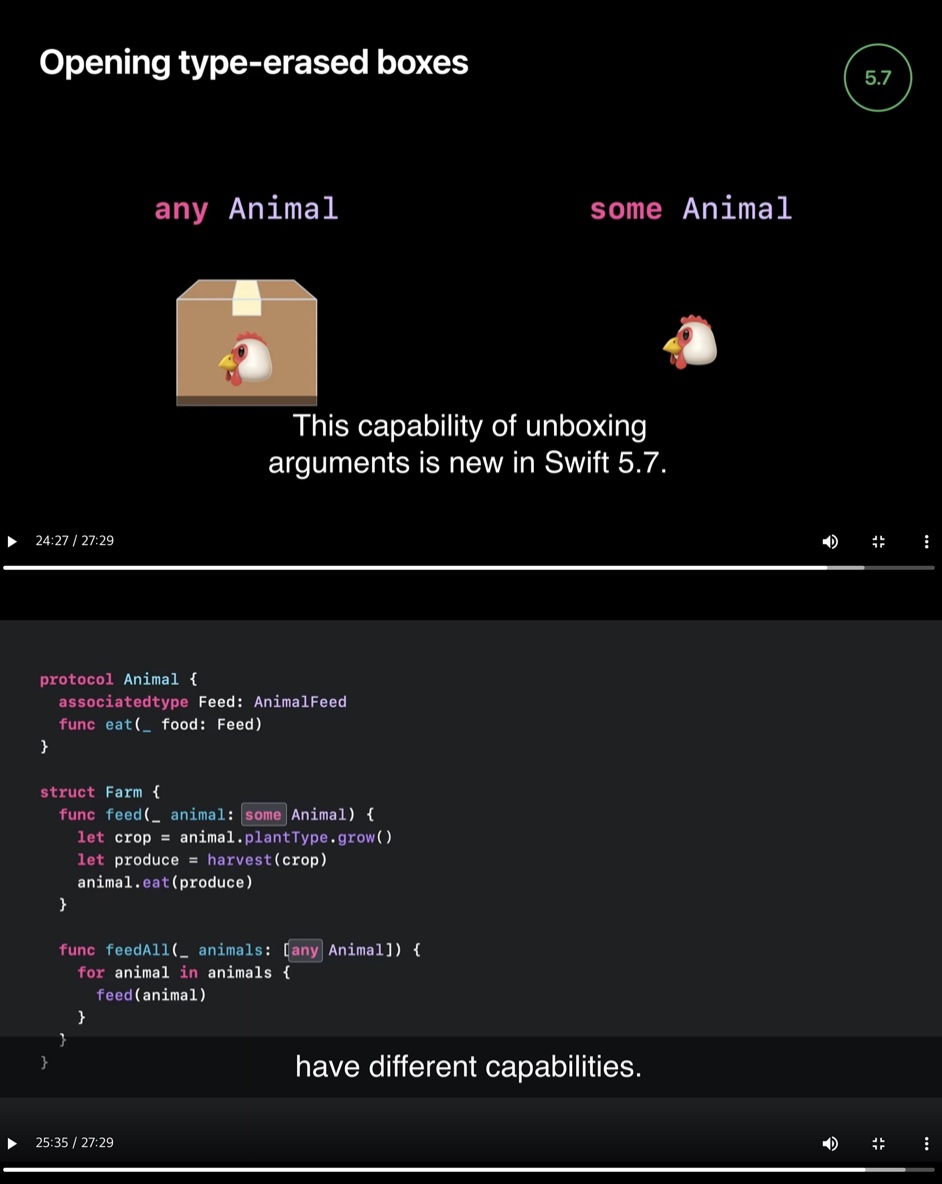 Opening type-erased boxes
5.7
any Animal
some Animal
This capability of unboxing
arguments is new in Swift 5.7.
24:27 / 27:29
protocol Animal {
  associatedtype Feed: AnimalFeed
  func eat(_ food: Feed)
}
struct Farm {
  func feed(_ animal: some Animal) {
    let crop = animal.plantType.grow()
    let produce = harvest(crop)
    animal.eat(produce)
  }
  func feedAll(_ animals: [any Animal]) {
    for animal in animals {
      feed(animal)
    }
  }
}
have different capabilities.
25:35 / 27:29